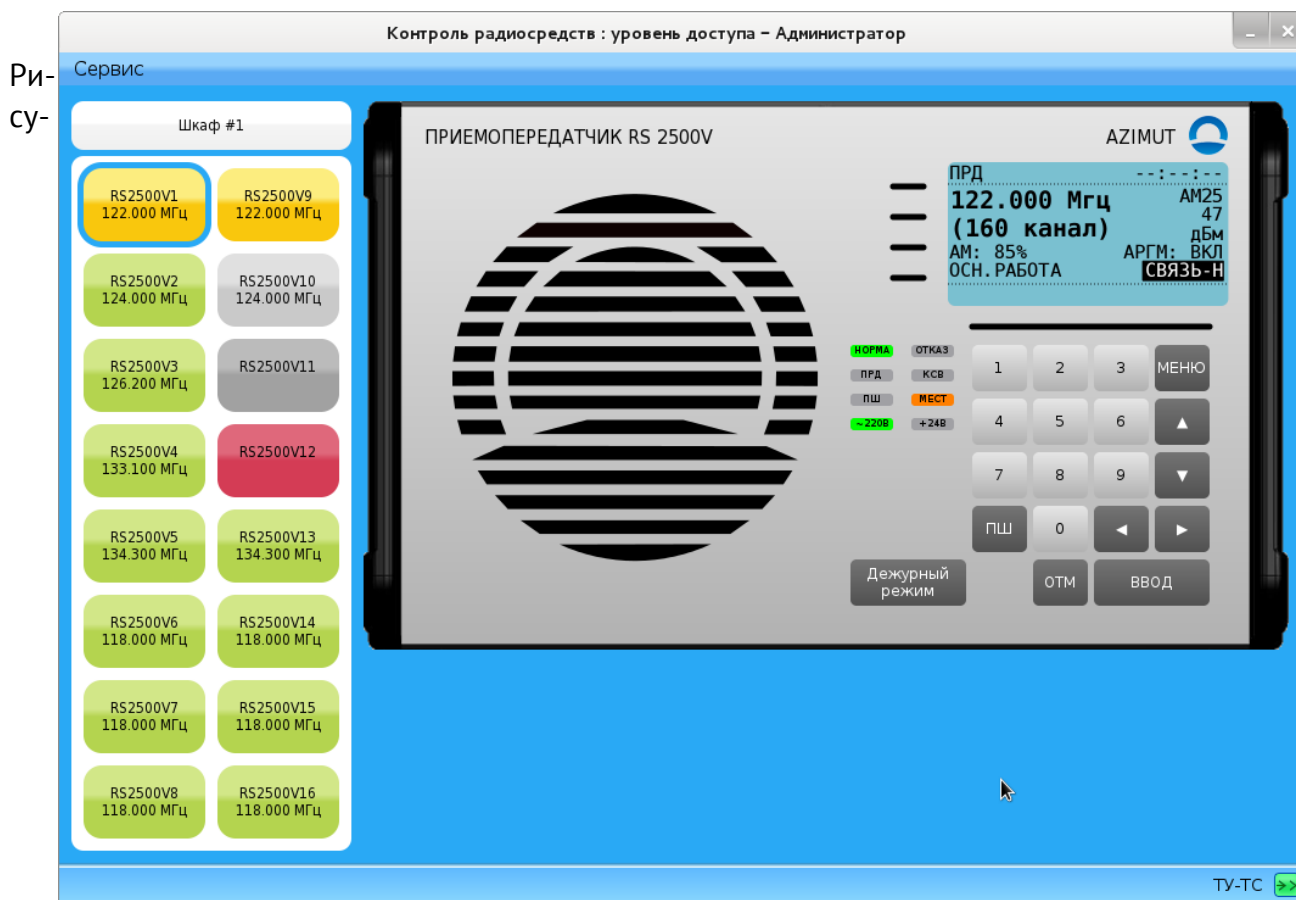 Контроль радиосредств : уровень доступа – Администратор
Ри-
су-
Сервис
Шкаф #1
RS2500V1
122.000 МГц
RS2500V9
122.000 МГц
RS2500V2
124.000 МГц
RS2500V10
124.000 МГц
RS2500V3
126.200 МГц
RS2500V11
RS2500V4
133.100 МГц
RS2500V12
RS2500V5
134.300 МГц
RS2500V13
134.300 МГц
RS2500V6
118.000 МГц
RS2500V14
118.000 МГц
RS2500V7
118.000 МГц
RS2500V15
118.000 МГц
RS2500V8
118.000 МГц
RS2500V16
118.000 МГц
ПРИЕМОПЕРЕДАТЧИК RS 2500V
AZIMUT
ПРД --:--:--
122.000 Мгц АМ25
47
(160 канал) дБм
АМ: 85% АРГМ: ВКЛ
ОСН.РАБОТА СВЯЗЬ-Н
НОРМА ОТКАЗ
ПРД КСВ
ПШ МЕСТ
~220В +24В
1 2 3 МЕНЮ
4 5 6 ▲
7 8 9 ▼
ПШ 0 ◄ ►
Дежурный
режим
ОТМ ВВОД
ТУ-ТС >>